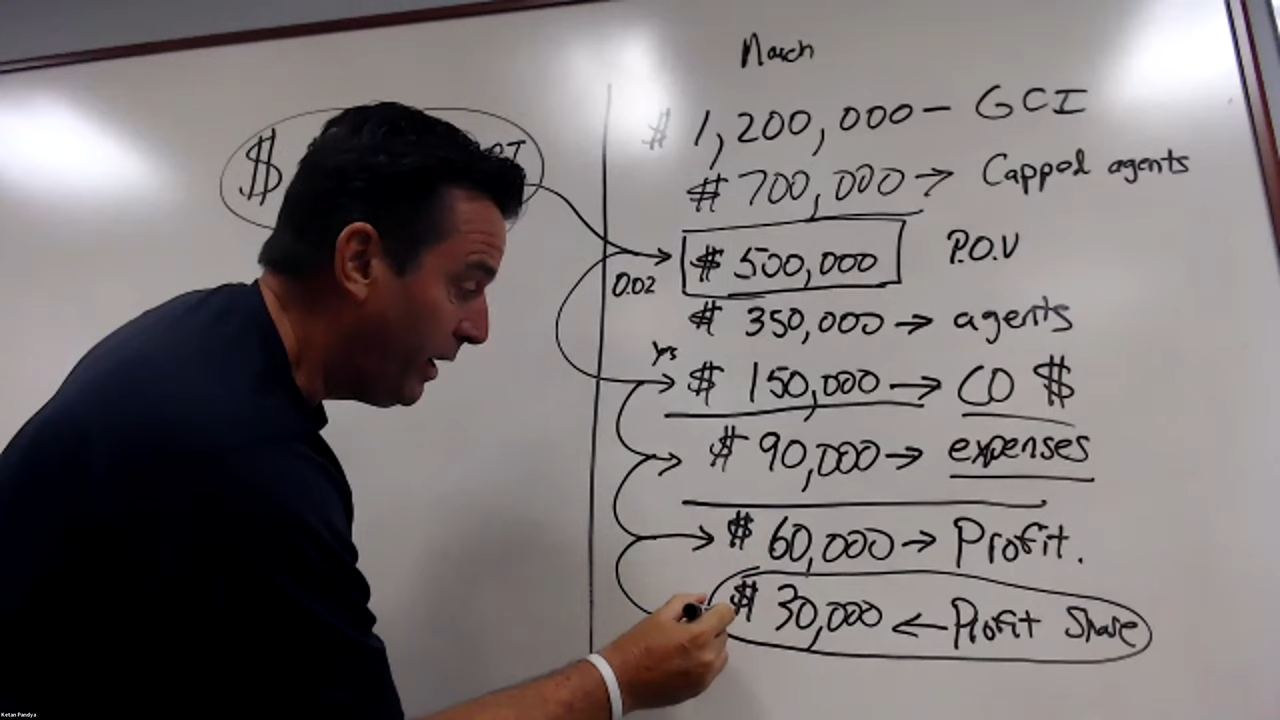 March
$ 1,200,000 - GCI
$ 700,000 → Capped agents
$
$ 500,000 P.O.V
0.02
$ 350,000 → agents
yes
$ 150,000 → CO $
$ 90,000 → expenses
$ 60,000 → Profit.
$ 30,000 ← Profit Share
Ketan Pandya